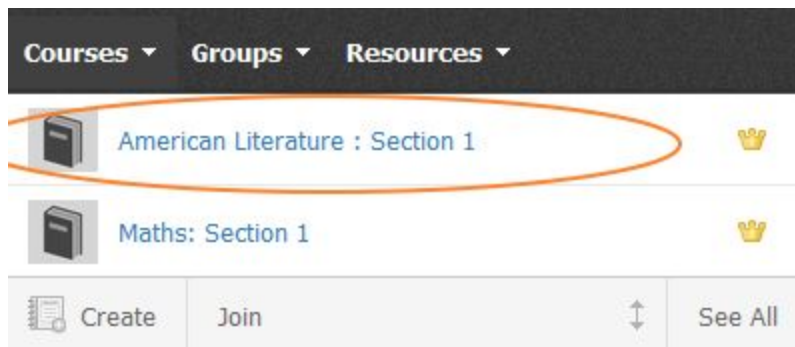 Courses Groups Resources
American Literature : Section 1
Maths: Section 1
Create Join See All